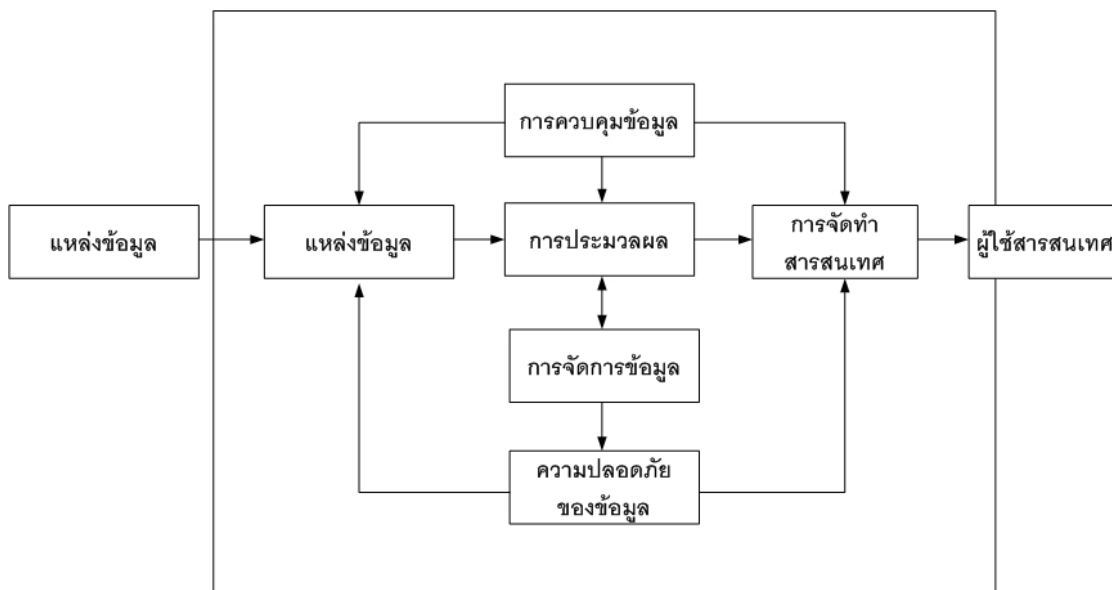 การควบคุมข้อมูล
แหล่งข้อมูล
แหล่งข้อมูล
การประมวลผล
การจัดทำ
สารสนเทศ
ผู้ใช้สารสนเทศ
การจัดการข้อมูล
ความปลอดภัย
ของข้อมูล